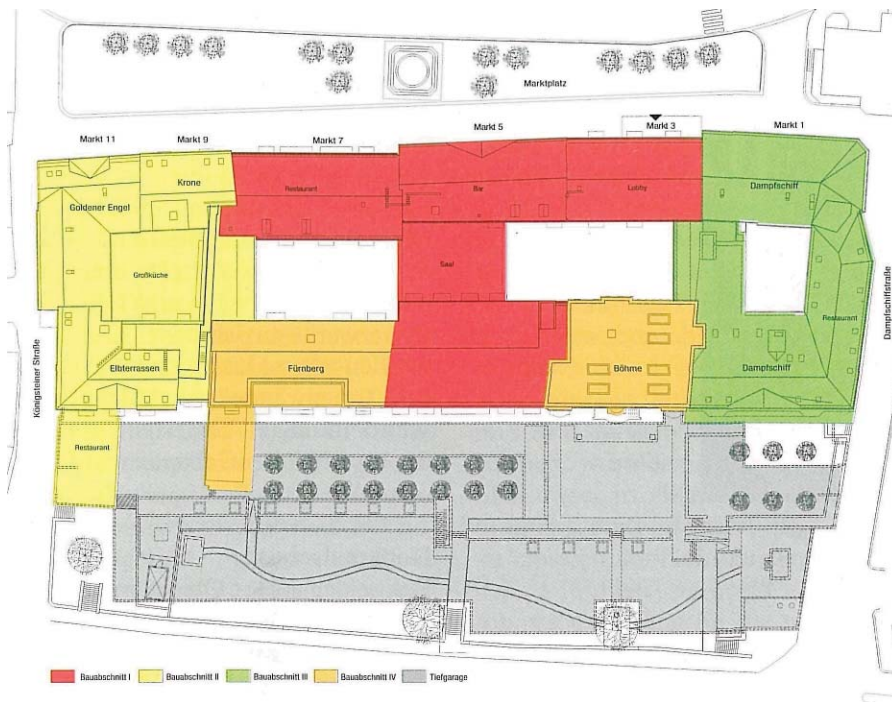 Marktplatz
Markt 11
Markt 9
Markt 7
Markt 5
Markt 3
Markt 1
Krone
Restaurant
Bar
Lobby
Dampfschiff
Goldener Engel
Großküche
Saal
Restaurant
Dampfschiffstraße
Königsteiner Straße
Elbterrassen
Fürnberg
Böhme
Dampfschiff
Restaurant
Bauabschnitt I
Bauabschnitt II
Bauabschnitt III
Bauabschnitt IV
Tiefgarage